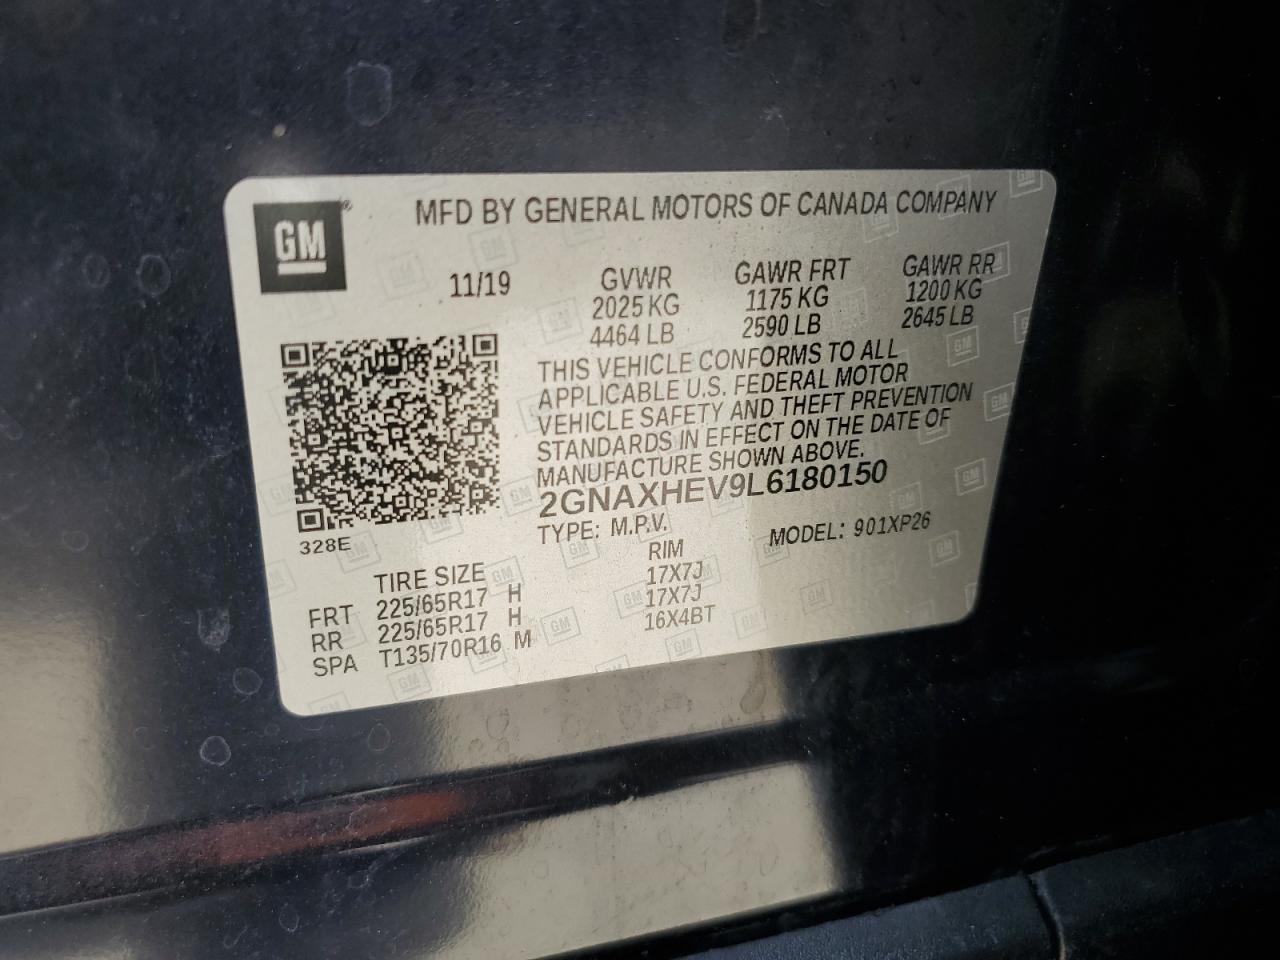 GM®
MFD BY GENERAL MOTORS OF CANADA COMPANY
11/19 GVWR GAWR FRT GAWR RR
2025 KG 1175 KG 1200 KG
4464 LB 2590 LB 2645 LB
THIS VEHICLE CONFORMS TO ALL
APPLICABLE U.S. FEDERAL MOTOR
VEHICLE SAFETY AND THEFT PREVENTION
STANDARDS IN EFFECT ON THE DATE OF
MANUFACTURE SHOWN ABOVE.
2GNAXHEV9L6180150
328E
TYPE: M.P.V. MODEL: 901XP26
TIRE SIZE RIM
FRT 225/65R17 H 17X7J
RR 225/65R17 H 17X7J
SPA T135/70R16 M 16X4BT